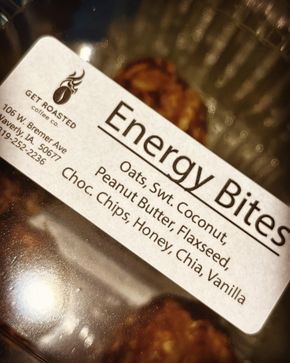 GET ROASTED
coffee co.
106 W. Bremer Ave
Waverly, IA. 50677
319-252-2236
Energy Bites
Oats, Swt. Coconut,
Peanut Butter, Flaxseed,
Choc. Chips, Honey, Chia, Vanilla